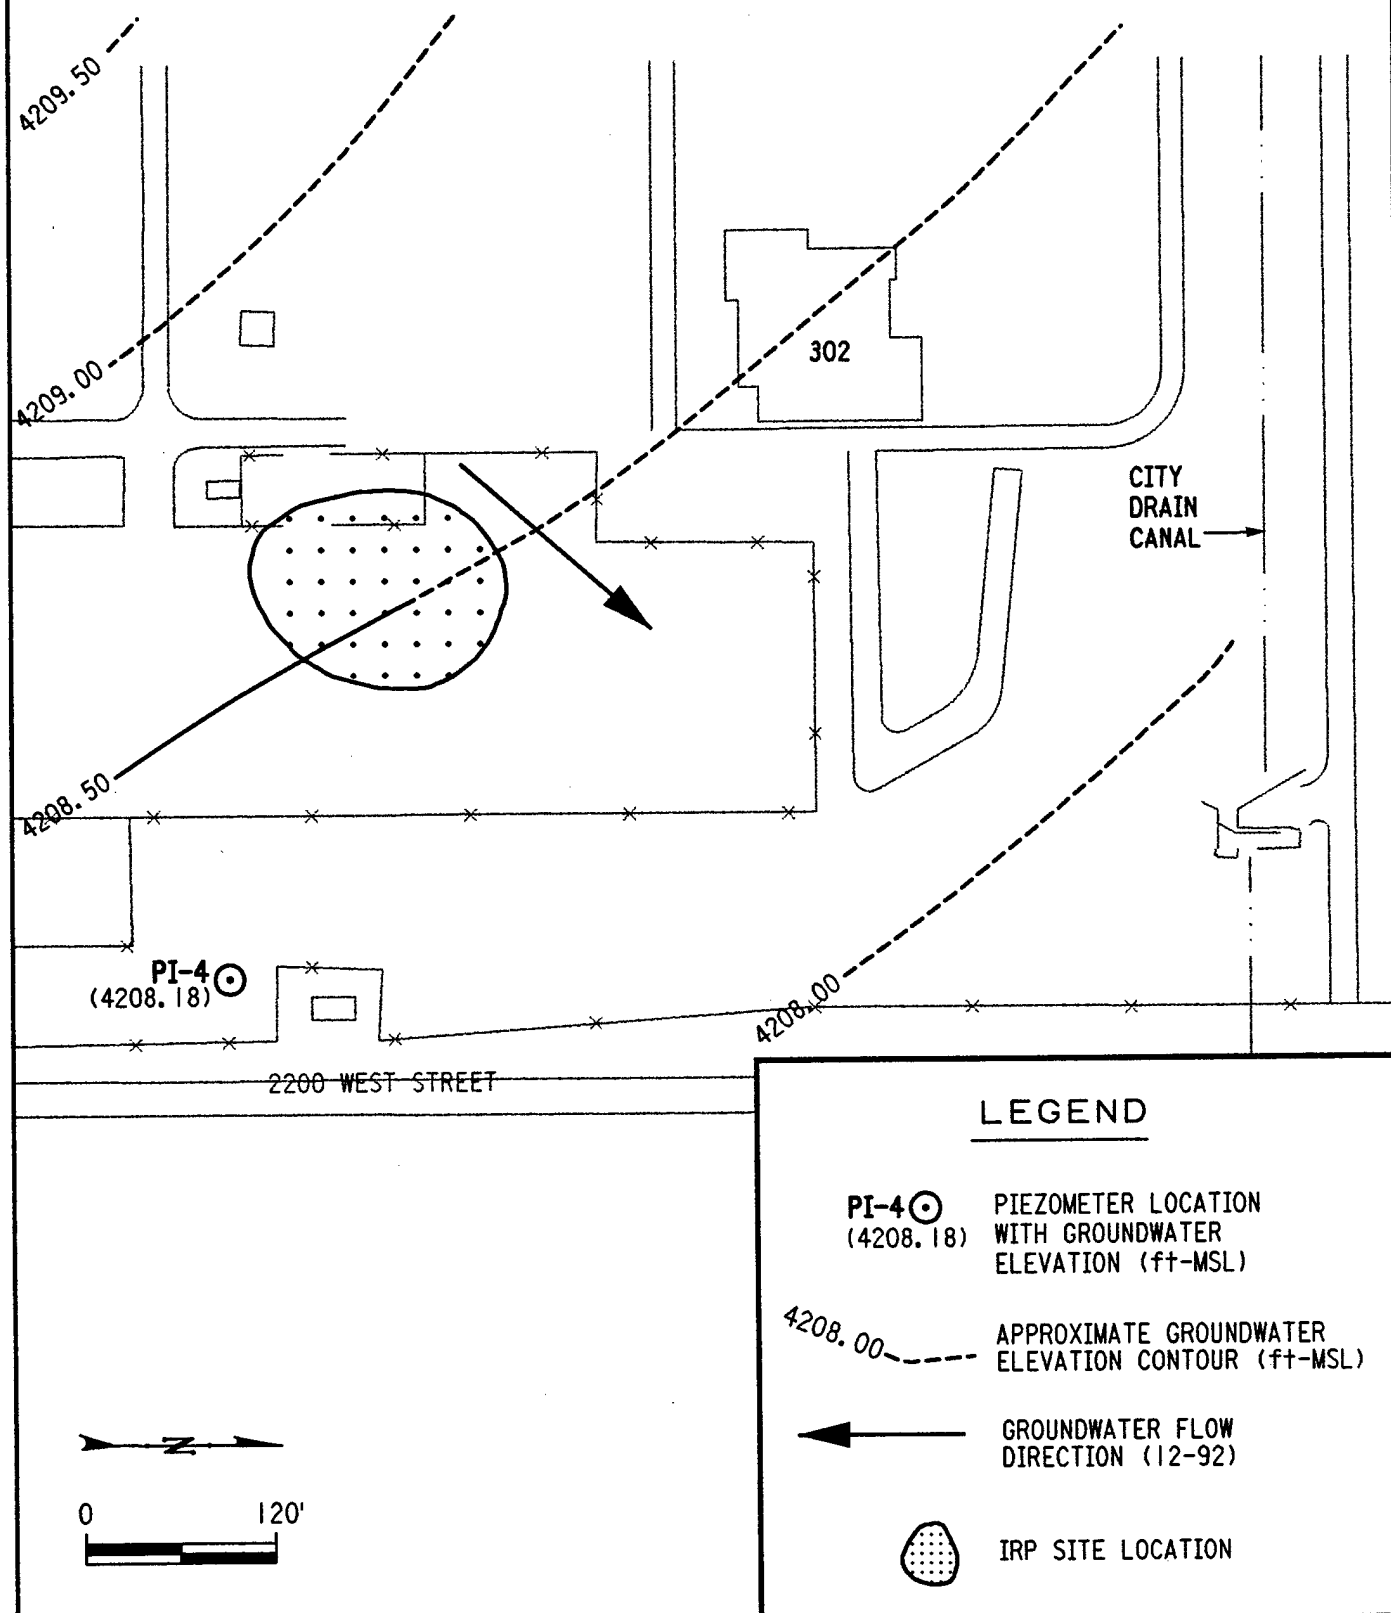 4209.50
4209.00
302
CITY
DRAIN
CANAL
4208.50
PI-4
(4208.18)
4208.00
2200 WEST STREET
LEGEND
PI-4
(4208.18)
PIEZOMETER LOCATION
WITH GROUNDWATER
ELEVATION (ft-MSL)
4208.00
APPROXIMATE GROUNDWATER
ELEVATION CONTOUR (ft-MSL)
GROUNDWATER FLOW
DIRECTION (12-92)
IRP SITE LOCATION
N
0 120'